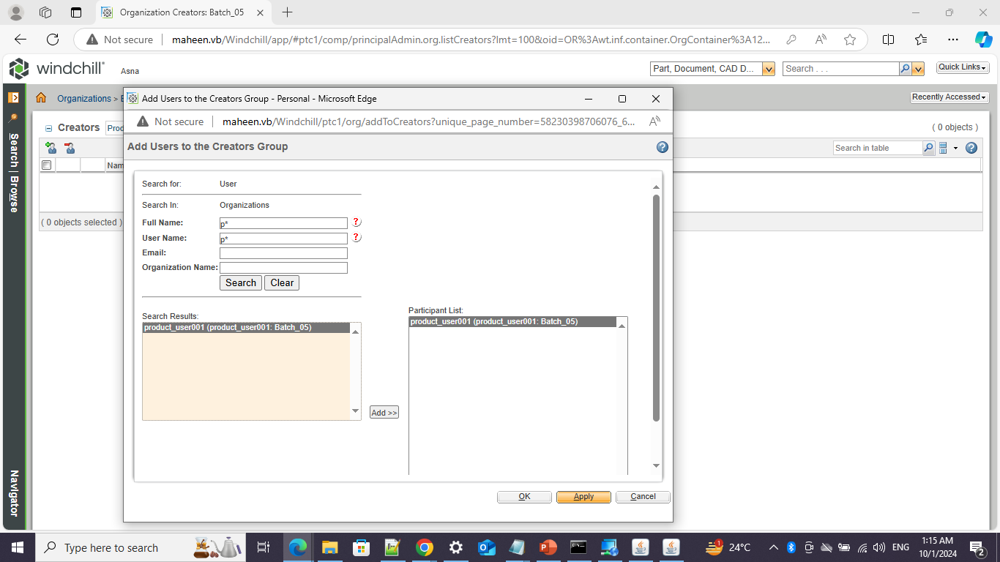 Organization Creators: Batch_05
Not secure
maheen.vb/Windchill/app/#ptc1/comp/principalAdmin.org.listCreators?lmt=100&oid=OR%3Awt.inf.container.OrgContainer%3A12...
windchill
Asna
Part, Document, CAD D...
Search . . .
Quick Links
Organizations >
Recently Accessed
Creators
( 0 objects )
Search in table
Nam
( 0 objects selected )
Search | Browse
Navigator
Add Users to the Creators Group - Personal - Microsoft Edge
Not secure
maheen.vb/Windchill/ptc1/org/addToCreators?unique_page_number=58230398706076_6...
Add Users to the Creators Group
Search for: User
Search In: Organizations
Full Name: p*
User Name: p*
Email:
Organization Name:
Search Clear
Search Results:
product_user001 (product_user001: Batch_05)
Add >>
Participant List:
product_user001 (product_user001: Batch_05)
OK Apply Cancel
Type here to search
24°C
ENG
1:15 AM
10/1/2024
2